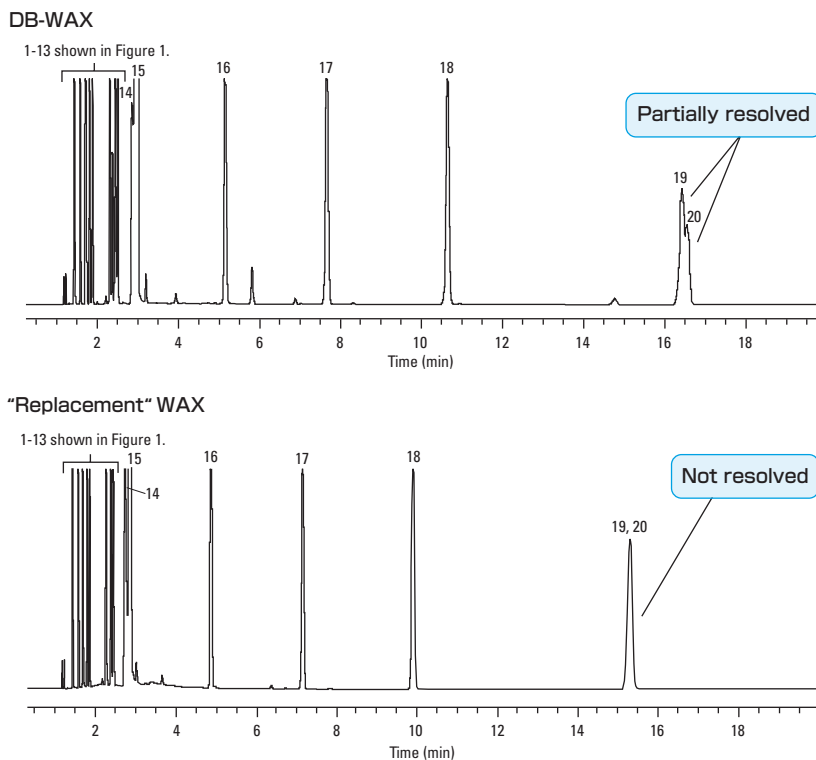 DB-WAX
1-13 shown in Figure 1.
15
14
16
17
18
Partially resolved
19
20
2 4 6 8 10 12 14 16 18
Time (min)
"Replacement" WAX
1-13 shown in Figure 1.
15
14
16
17
18
Not resolved
19, 20
2 4 6 8 10 12 14 16 18
Time (min)